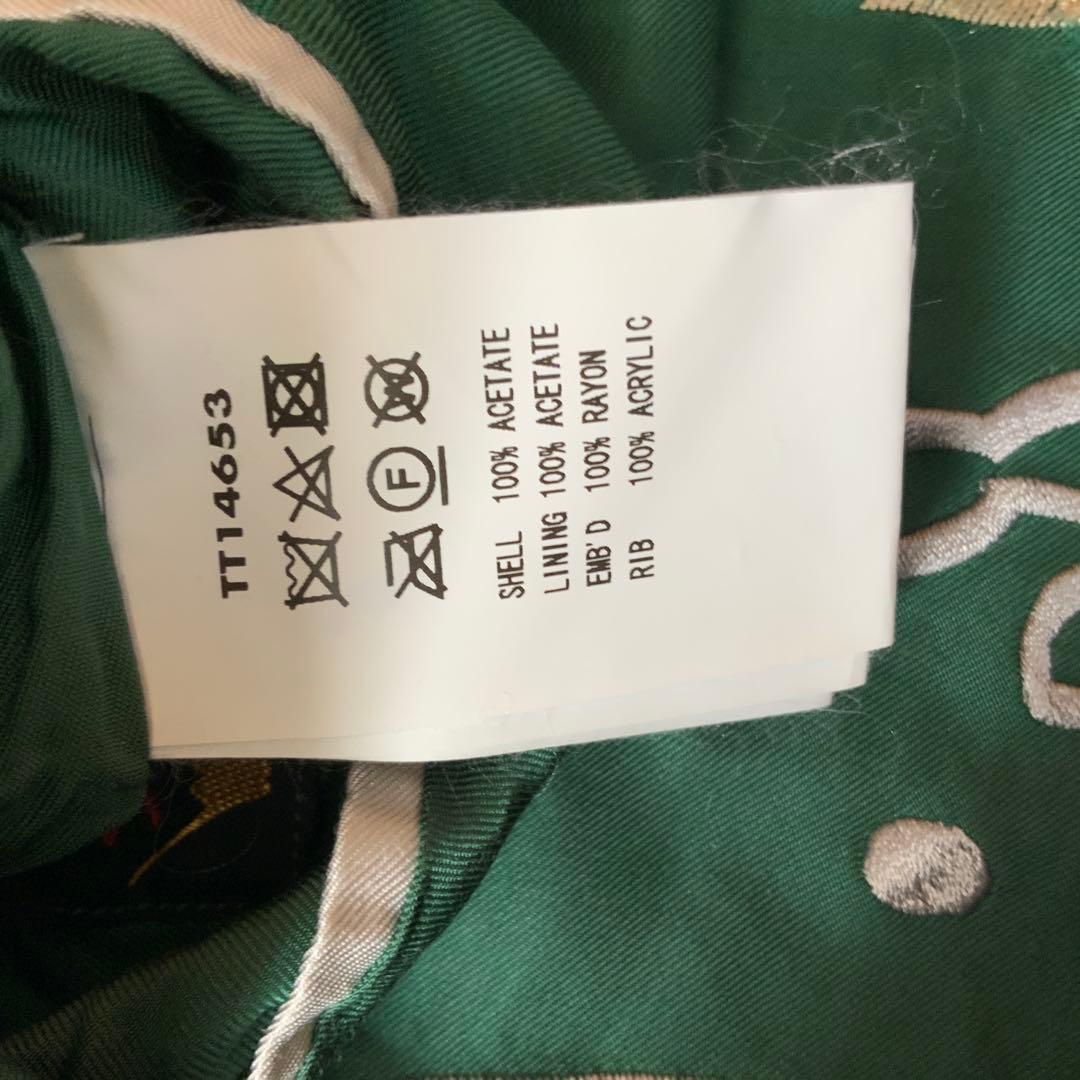 TT14653
F W
SHELL 100% ACETATE
LINING 100% ACETATE
EMB'D 100% RAYON
RIB 100% ACRYLIC